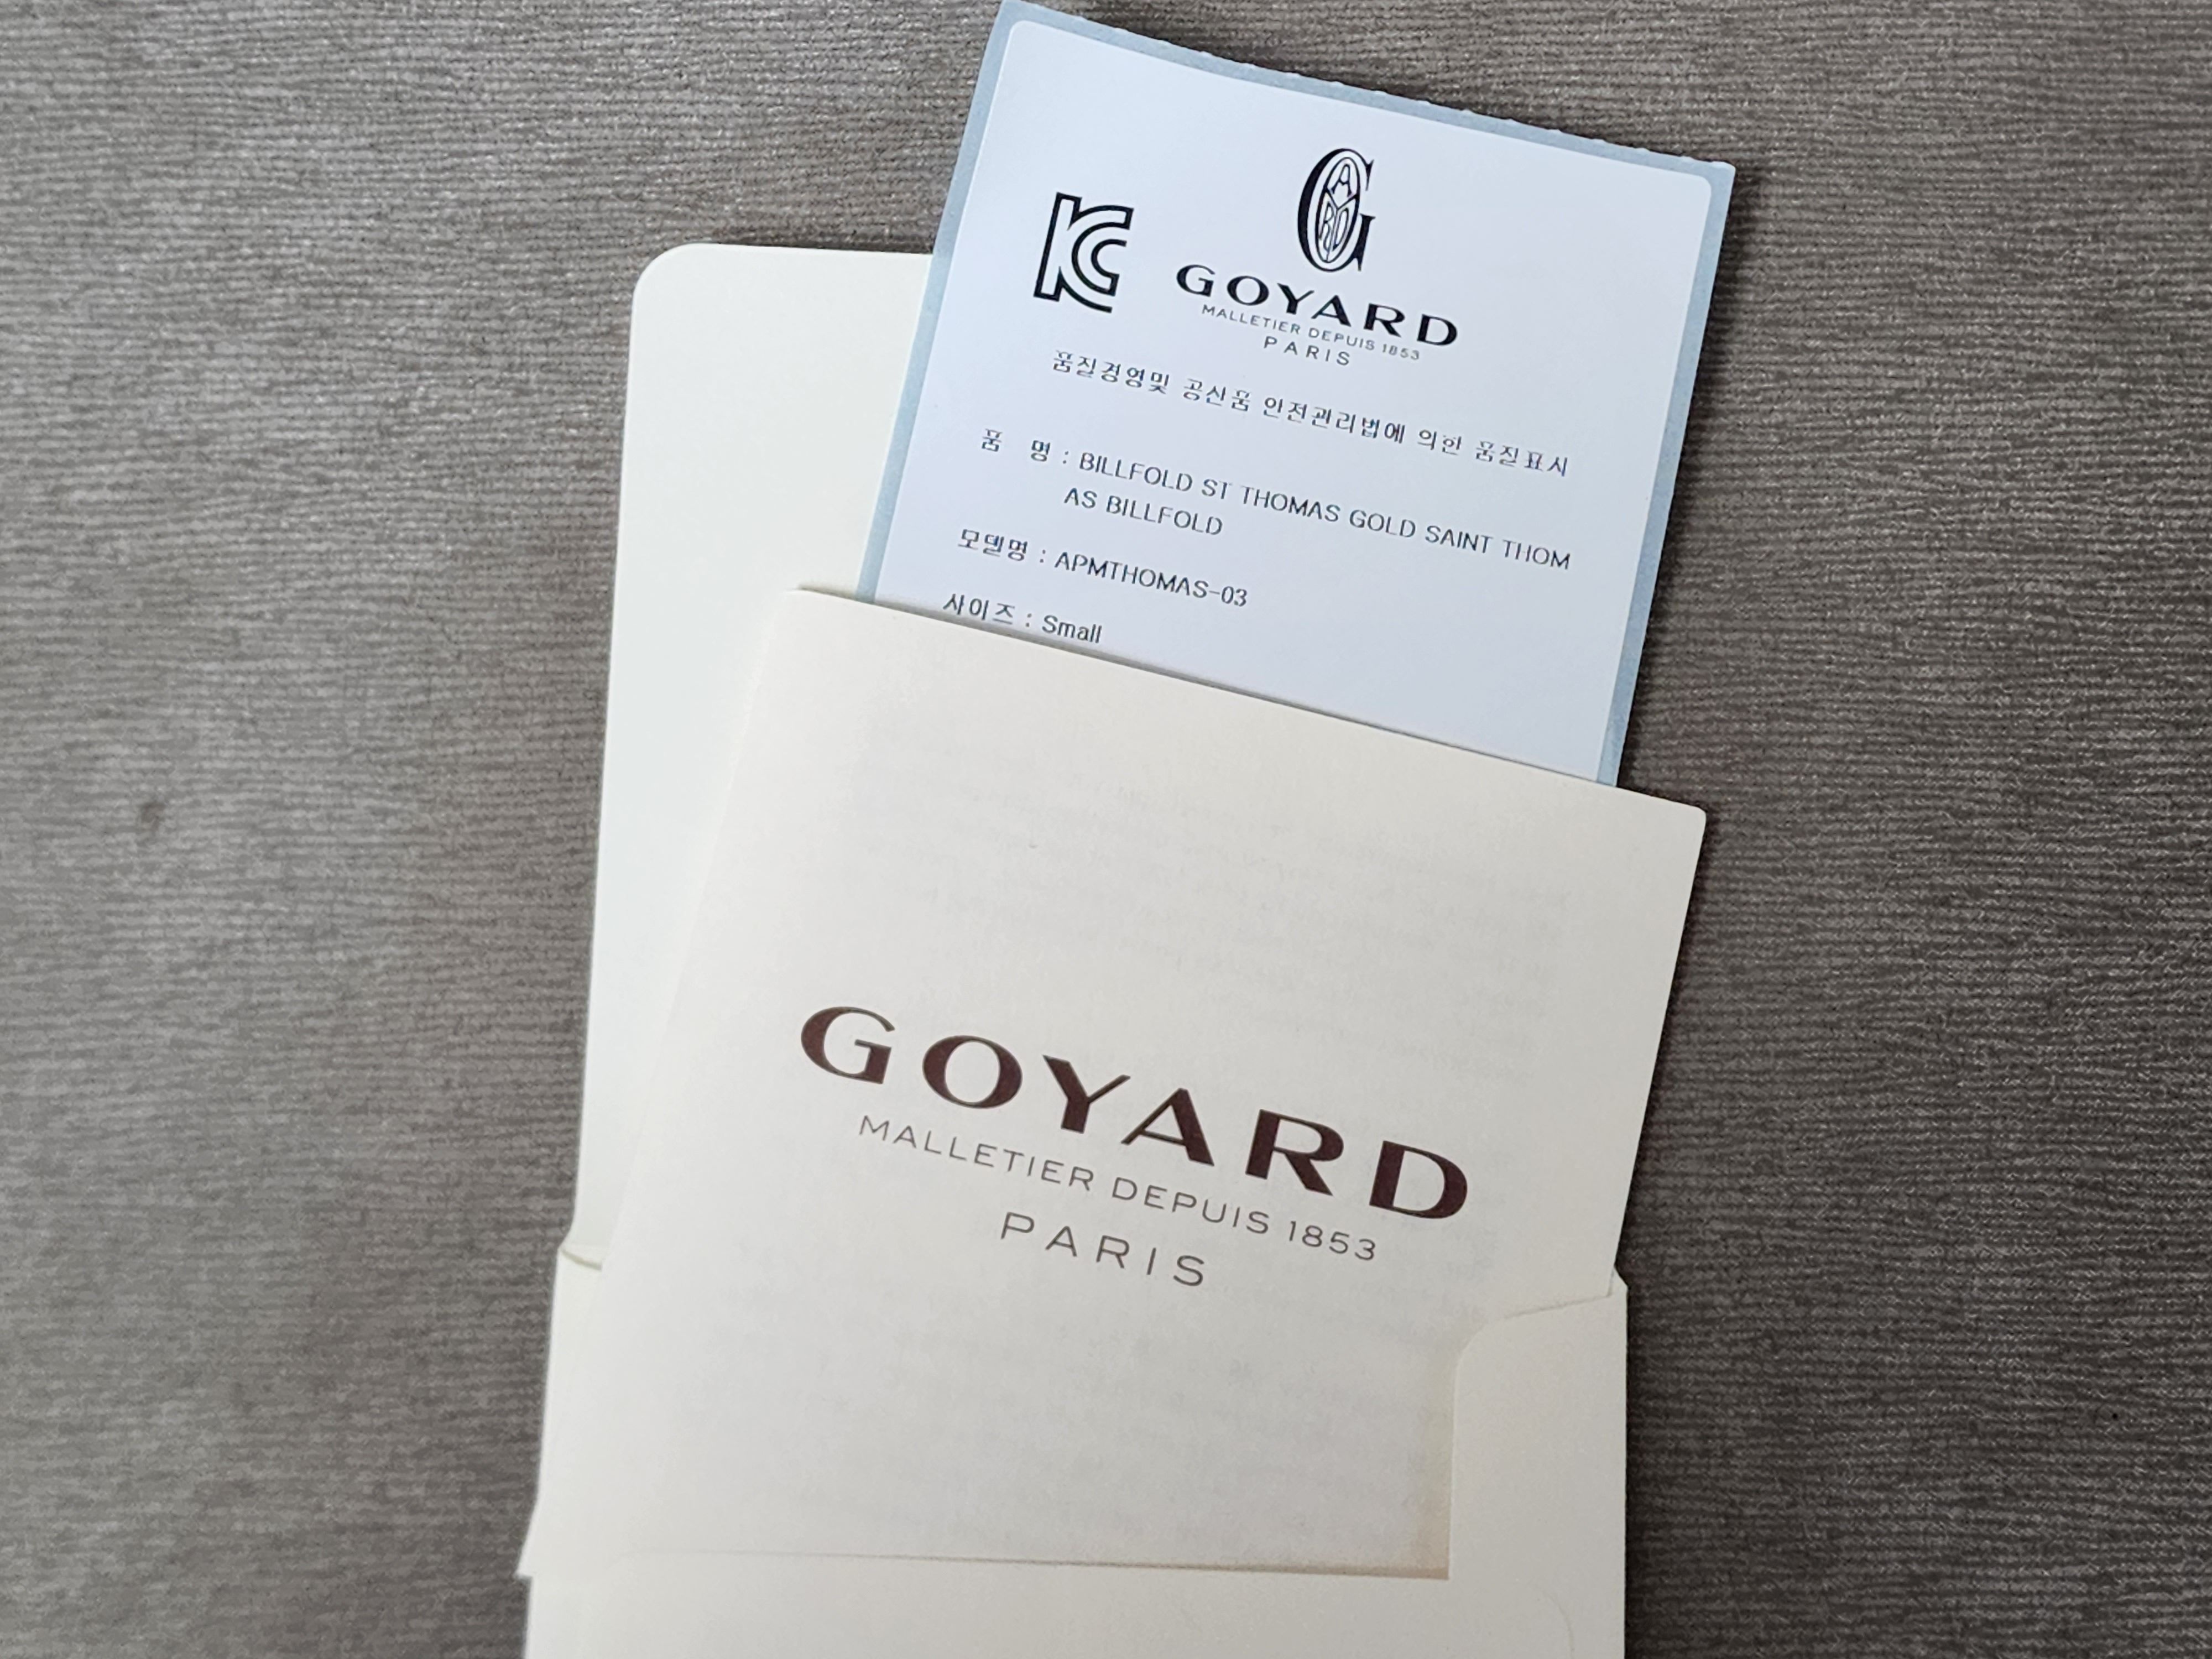 KC
GOYARD
MALLETIER DEPUIS 1853
PARIS
품질경영및 공산품 안전관리법에 의한 품질표시
품 명 : BILLFOLD ST THOMAS GOLD SAINT THOM
AS BILLFOLD
모델명 : APMTHOMAS-03
사이즈 : Small
GOYARD
MALLETIER DEPUIS 1853
PARIS